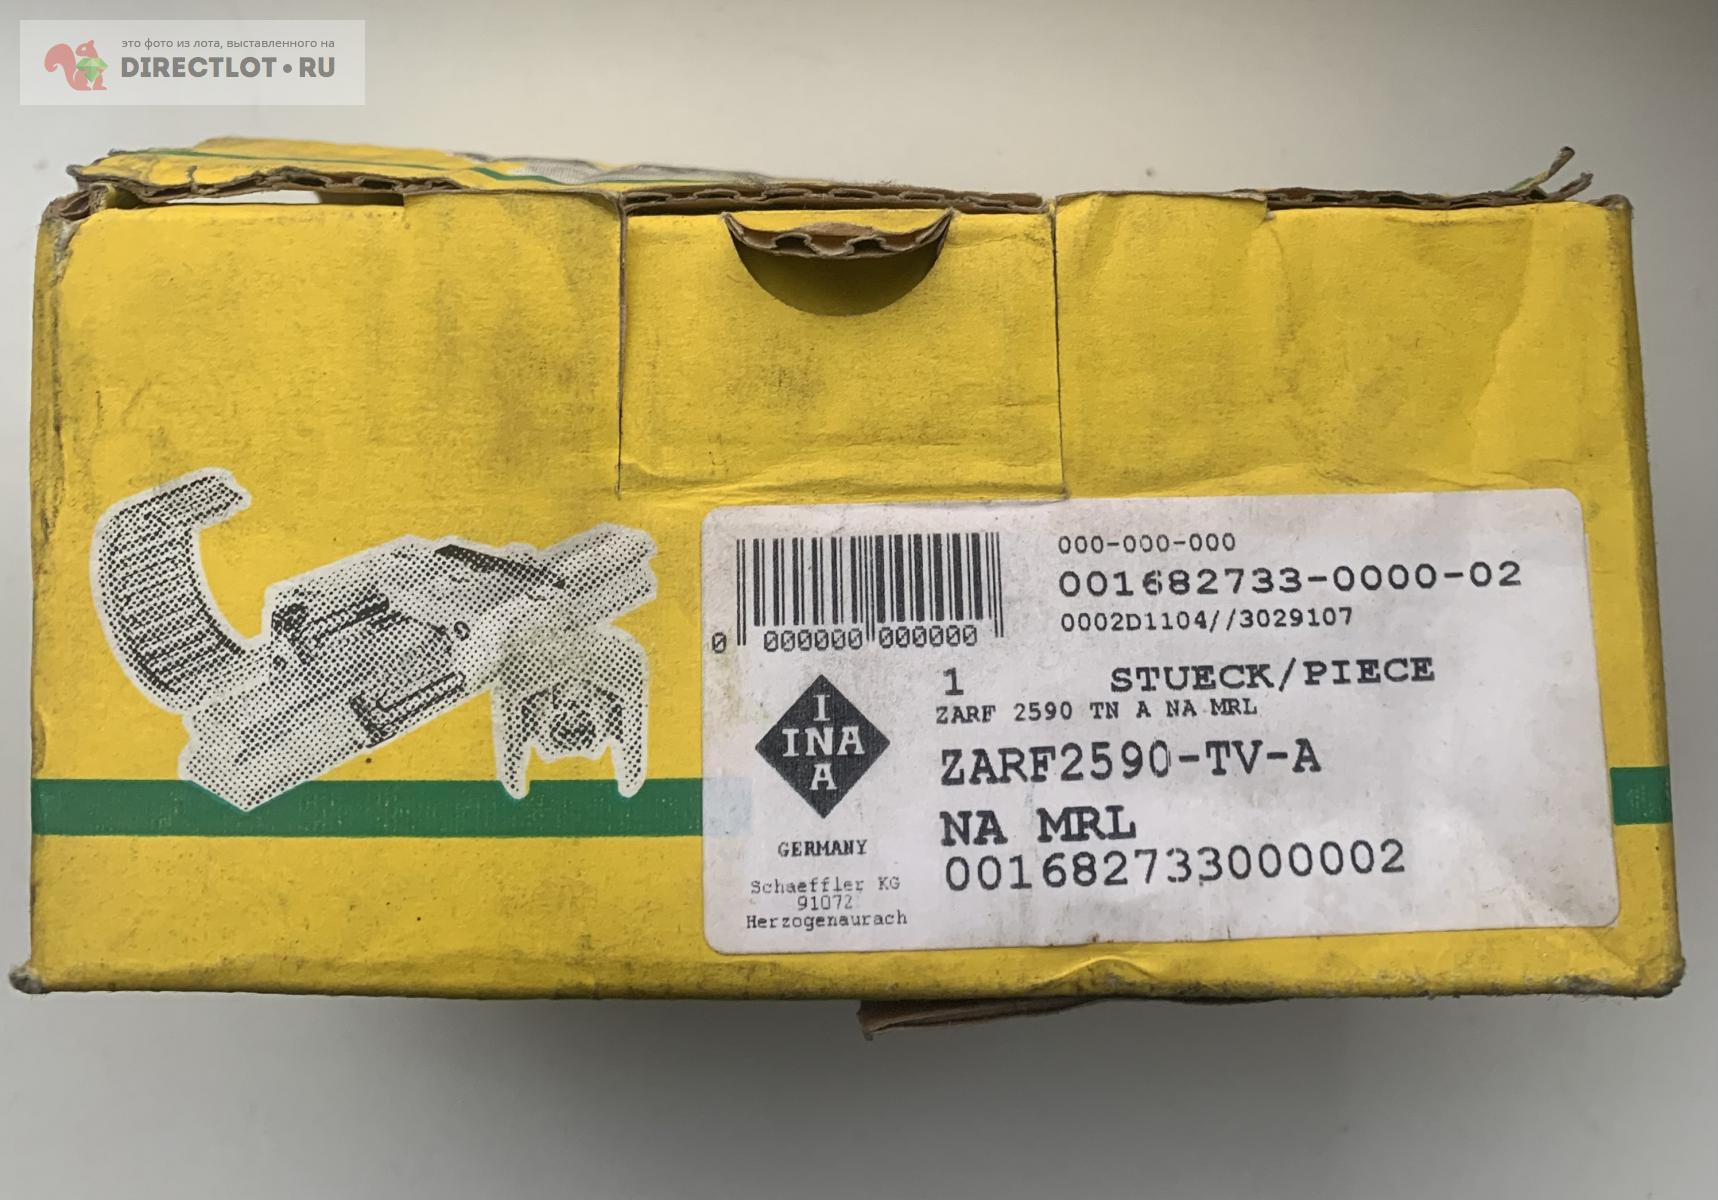 это фото из лота, выставленного на
DIRECTLOT•RU
000-000-000
001682733-0000-02
0002D1104//3029107
0 000000 000000
1 STUECK/PIECE
ZARF 2590 TN A NA MRL
ZARF2590-TV-A
NA MRL
001682733000002
I
INA
A
GERMANY
Schaeffler KG
91072
Herzogenaurach